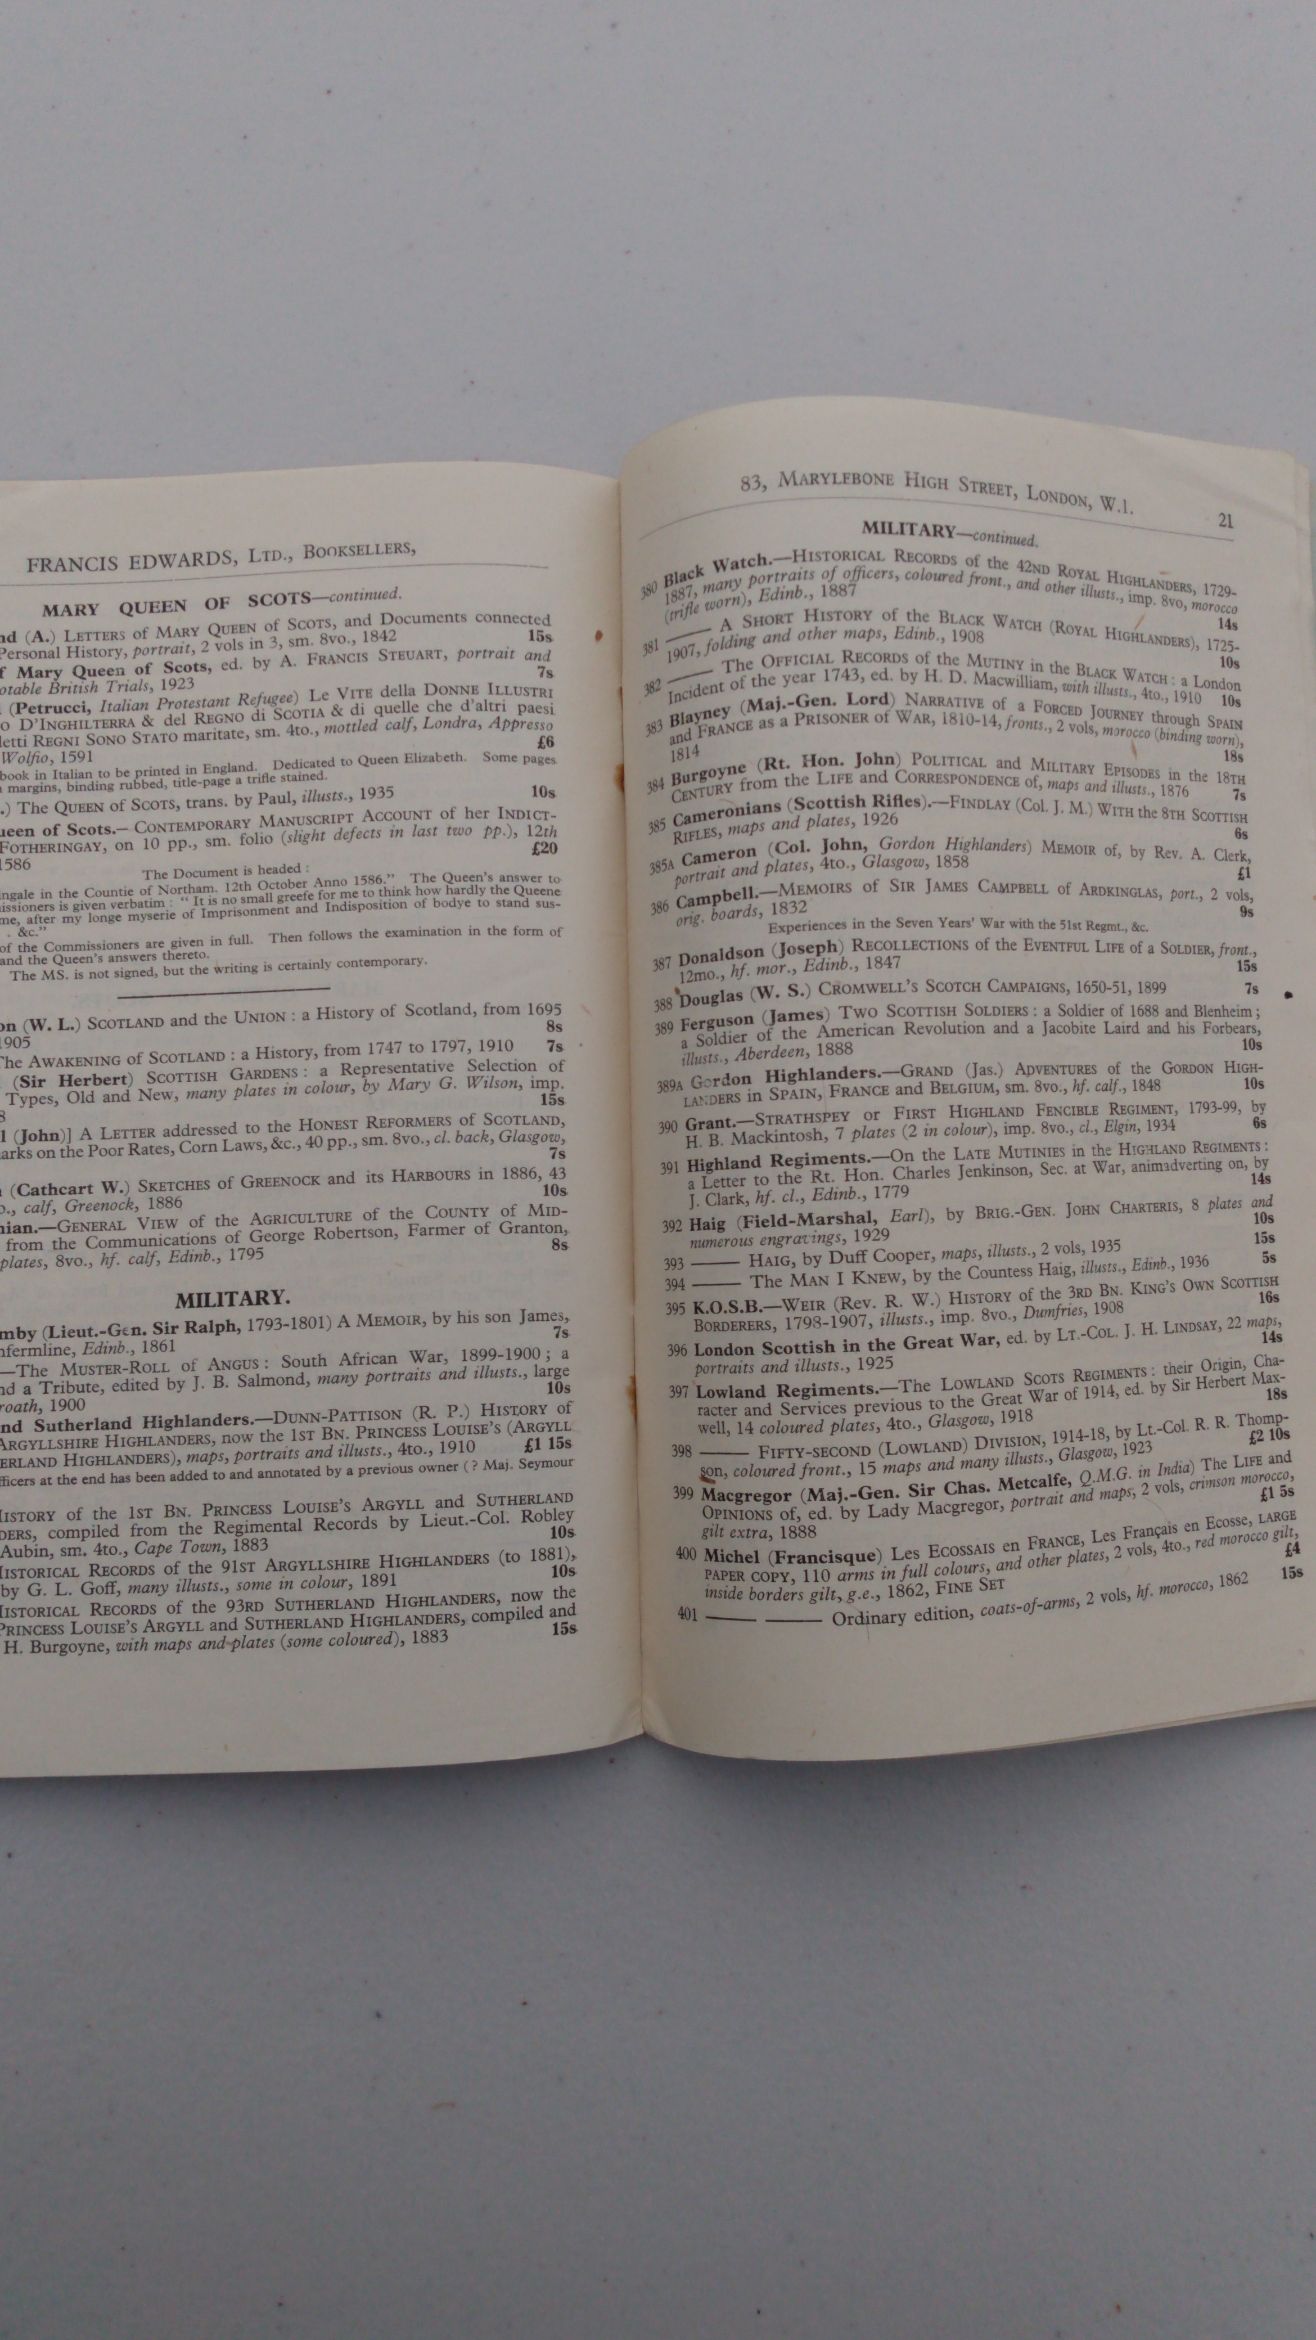 FRANCIS EDWARDS, LTD., BOOKSELLERS,
MARY QUEEN OF SCOTS—continued.
nd (A.) LETTERS of MARY QUEEN of SCOTS, and Documents connected
Personal History, portrait, 2 vols in 3, sm. 8vo., 1842 15s
f Mary Queen of Scots, ed. by A. FRANCIS STEUART, portrait and
otable British Trials, 1923 7s
(Petrucci, Italian Protestant Refugee) LE VITE della DONNE ILLUSTRI
O D'INGHILTERRA & del REGNO di SCOTIA & di quelle che d'altri paesi
letti REGNI SONO STATO maritate, sm. 4to., mottled calf, Londra, Appresso
Wolfio, 1591 £6
book in Italian to be printed in England. Dedicated to Queen Elizabeth. Some pages
margins, binding rubbed, title-page a trifle stained.
.) THE QUEEN OF SCOTS, trans. by Paul, illusts., 1935 10s
ueen of Scots.—CONTEMPORARY MANUSCRIPT ACCOUNT of her INDICT-
FOTHERINGAY, on 10 pp., sm. folio (slight defects in last two pp.), 12th
1586 £20
The Document is headed :
ngale in the Countie of Northam. 12th October Anno 1586." The Queen's answer to
issioners is given verbatim : " It is no small greefe for me to think how hardly the Queene
me, after my longe myserie of Imprisonment and Indisposition of bodye to stand sus-
. &c."
of the Commissioners are given in full. Then follows the examination in the form of
and the Queen's answers thereto.
The MS. is not signed, but the writing is certainly contemporary.
on (W. L.) SCOTLAND and the UNION : a History of Scotland, from 1695
1905 8s
The AWAKENING of SCOTLAND : a History, from 1747 to 1797, 1910 7s
(Sir Herbert) SCOTTISH GARDENS : a Representative Selection of
Types, Old and New, many plates in colour, by Mary G. Wilson, imp.
8 15s
l (John)] A LETTER addressed to the HONEST REFORMERS of SCOTLAND,
arks on the Poor Rates, Corn Laws, &c., 40 pp., sm. 8vo., cl. back, Glasgow,
7s
(Cathcart W.) SKETCHES of GREENOCK and its HARBOURS in 1886, 43
o., calf, Greenock, 1886 10s
hian.—GENERAL VIEW of the AGRICULTURE of the COUNTY of MID-
from the Communications of George Robertson, Farmer of Granton,
plates, 8vo., hf. calf, Edinb., 1795 8s
MILITARY.
mby (Lieut.-Gen. Sir Ralph, 1793-1801) A MEMOIR, by his son James,
nfermline, Edinb., 1861 7s
—THE MUSTER-ROLL of ANGUS : South African War, 1899-1900 ; a
nd a Tribute, edited by J. B. Salmond, many portraits and illusts., large
roath, 1900 10s
nd Sutherland Highlanders.—DUNN-PATTISON (R. P.) HISTORY of
ARGYLLSHIRE HIGHLANDERS, now the 1ST BN. PRINCESS LOUISE'S (ARGYLL
ERLAND HIGHLANDERS), maps, portraits and illusts., 4to., 1910 £1 15s
fficers at the end has been added to and annotated by a previous owner ( ? Maj. Seymour
HISTORY of the 1ST BN. PRINCESS LOUISE'S ARGYLL and SUTHERLAND
DERS, compiled from the Regimental Records by Lieut.-Col. Robley
Aubin, sm. 4to., Cape Town, 1883 10s
HISTORICAL RECORDS of the 91ST ARGYLLSHIRE HIGHLANDERS (to 1881),
by G. L. Goff, many illusts., some in colour, 1891 10s
HISTORICAL RECORDS of the 93RD SUTHERLAND HIGHLANDERS, now the
PRINCESS LOUISE'S ARGYLL and SUTHERLAND HIGHLANDERS, compiled and
H. Burgoyne, with maps and plates (some coloured), 1883 15s
83, MARYLEBONE HIGH STREET, LONDON, W.1.
21
MILITARY—continued.
380 Black Watch.—HISTORICAL RECORDS of the 42ND ROYAL HIGHLANDERS, 1729-
1887, many portraits of officers, coloured front., and other illusts., imp. 8vo, morocco
(trifle worn), Edinb., 1887 14s
381 —— A SHORT HISTORY of the BLACK WATCH (ROYAL HIGHLANDERS), 1725-
1907, folding and other maps, Edinb., 1908 10s
382 —— The OFFICIAL RECORDS of the MUTINY in the BLACK WATCH : a London
Incident of the year 1743, ed. by H. D. Macwilliam, with illusts., 4to., 1910 10s
383 Blayney (Maj.-Gen. Lord) NARRATIVE of a FORCED JOURNEY through SPAIN
and FRANCE as a PRISONER of WAR, 1810-14, fronts., 2 vols, morocco (binding worn),
1814 18s
384 Burgoyne (Rt. Hon. John) POLITICAL and MILITARY EPISODES in the 18TH
CENTURY from the LIFE and CORRESPONDENCE of, maps and illusts., 1876 7s
385 Cameronians (Scottish Rifles).—FINDLAY (Col. J. M.) WITH the 8TH SCOTTISH
RIFLES, maps and plates, 1926 6s
385A Cameron (Col. John, Gordon Highlanders) MEMOIR of, by Rev. A. Clerk,
portrait and plates, 4to., Glasgow, 1858 £1
386 Campbell.—MEMOIRS of SIR JAMES CAMPBELL of ARDKINGLAS, port., 2 vols,
orig. boards, 1832 9s
Experiences in the Seven Years' War with the 51st Regmt., &c.
387 Donaldson (Joseph) RECOLLECTIONS of the EVENTFUL LIFE of a SOLDIER, front.,
12mo., hf. mor., Edinb., 1847 15s
388 Douglas (W. S.) CROMWELL'S SCOTCH CAMPAIGNS, 1650-51, 1899 7s
389 Ferguson (James) TWO SCOTTISH SOLDIERS : a Soldier of 1688 and Blenheim ;
a Soldier of the American Revolution and a Jacobite Laird and his Forbears,
illusts., Aberdeen, 1888 10s
389A Gordon Highlanders.—GRAND (Jas.) ADVENTURES of the GORDON HIGH-
LANDERS in SPAIN, FRANCE and BELGIUM, sm. 8vo., hf. calf., 1848 10s
390 Grant.—STRATHSPEY or FIRST HIGHLAND FENCIBLE REGIMENT, 1793-99, by
H. B. Mackintosh, 7 plates (2 in colour), imp. 8vo., cl., Elgin, 1934 6s
391 Highland Regiments.—On the LATE MUTINIES in the HIGHLAND REGIMENTS :
a Letter to the Rt. Hon. Charles Jenkinson, Sec. at War, animadverting on, by
J. Clark, hf. cl., Edinb., 1779 14s
392 Haig (Field-Marshal, Earl), by BRIG.-GEN. JOHN CHARTERIS, 8 plates and
numerous engravings, 1929 10s
393 —— HAIG, by Duff Cooper, maps, illusts., 2 vols, 1935 15s
394 —— The MAN I KNEW, by the Countess Haig, illusts., Edinb., 1936 5s
395 K.O.S.B.—WEIR (Rev. R. W.) HISTORY of the 3RD BN. KING'S OWN SCOTTISH
BORDERERS, 1798-1907, illusts., imp. 8vo., Dumfries, 1908 16s
396 London Scottish in the Great War, ed. by LT.-COL. J. H. LINDSAY, 22 maps,
portraits and illusts., 1925 14s
397 Lowland Regiments.—The LOWLAND SCOTS REGIMENTS : their Origin, Cha-
racter and Services previous to the Great War of 1914, ed. by Sir Herbert Max-
well, 14 coloured plates, 4to., Glasgow, 1918 18s
398 —— FIFTY-SECOND (LOWLAND) DIVISION, 1914-18, by Lt.-Col. R. R. Thomp-
son, coloured front., 15 maps and many illusts., Glasgow, 1923 £2 10s
399 Macgregor (Maj.-Gen. Sir Chas. Metcalfe, Q.M.G. in India) The LIFE and
OPINIONS of, ed. by Lady Macgregor, portrait and maps, 2 vols, crimson morocco,
gilt extra, 1888 £1 5s
400 Michel (Francisque) LES ECOSSAIS en FRANCE, Les Français en Ecosse, LARGE
PAPER COPY, 110 arms in full colours, and other plates, 2 vols, 4to., red morocco gilt,
inside borders gilt, g.e., 1862, FINE SET £4
401 —— —— Ordinary edition, coats-of-arms, 2 vols, hf. morocco, 1862 15s